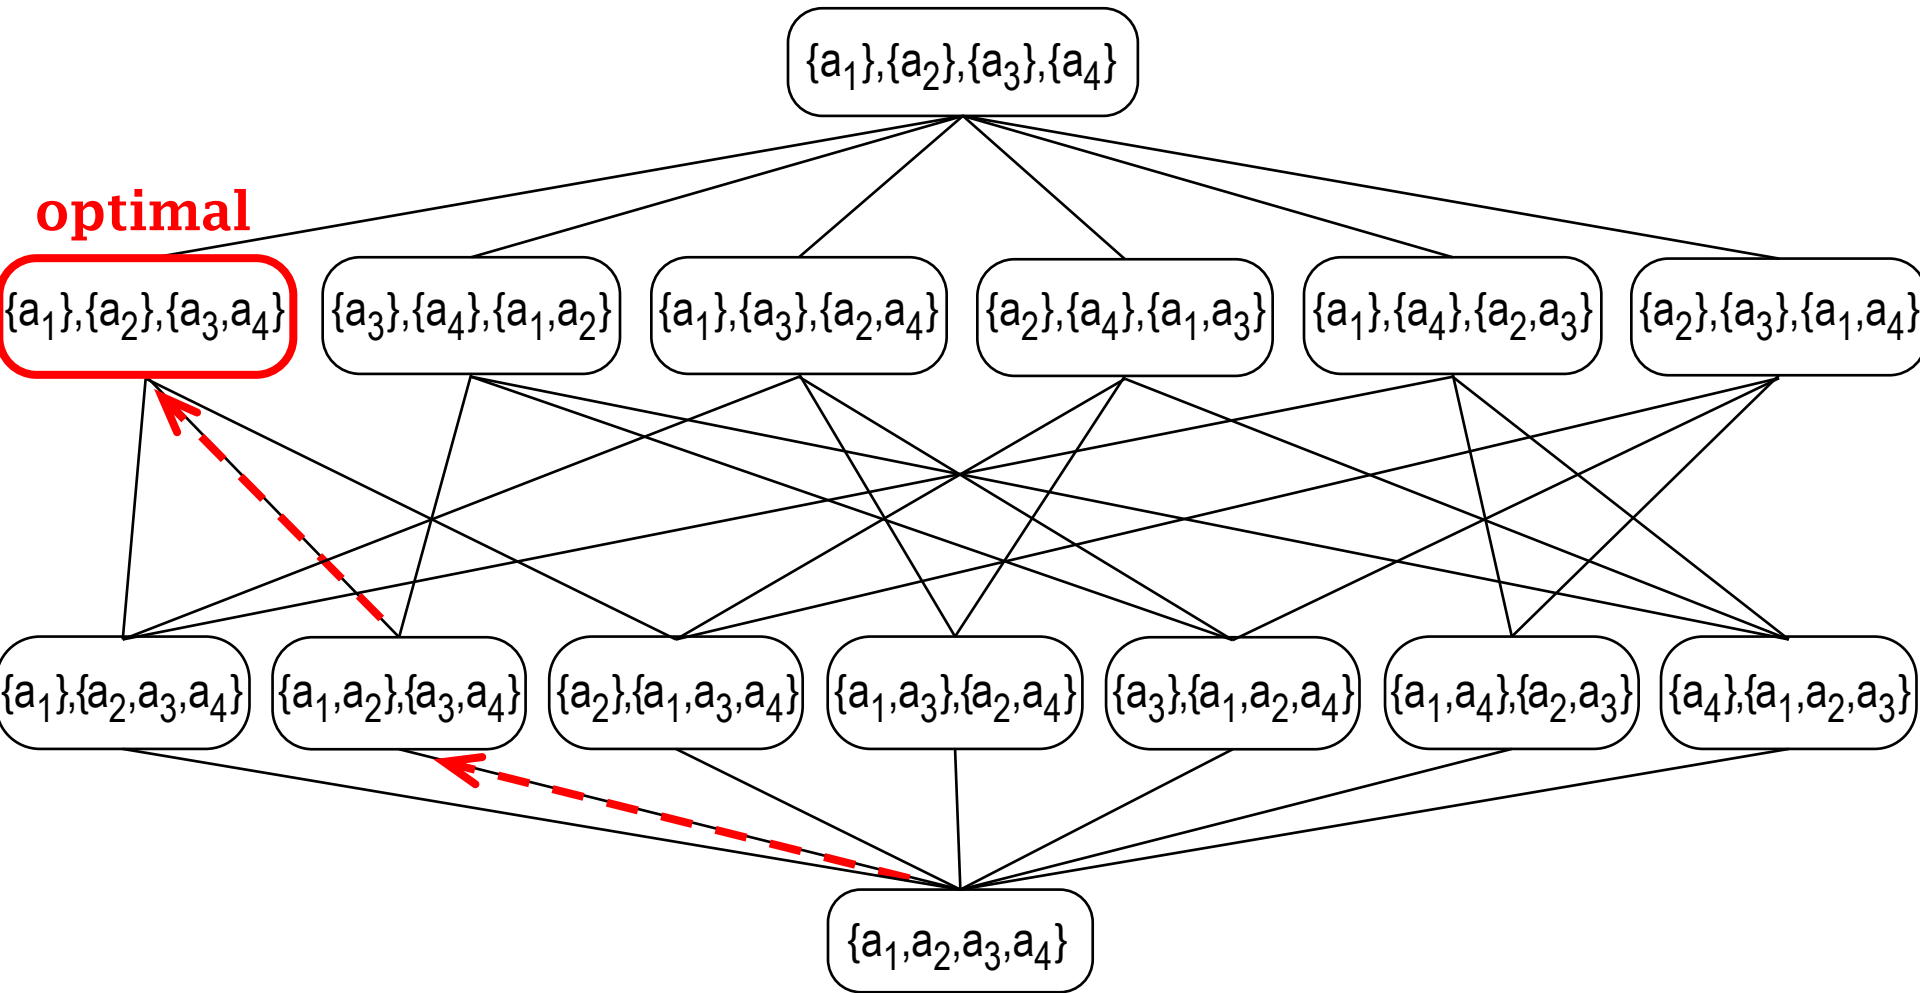 {a₁},{a₂},{a₃},{a₄}
optimal
{a₁},{a₂},{a₃,a₄}
{a₃},{a₄},{a₁,a₂}
{a₁},{a₃},{a₂,a₄}
{a₂},{a₄},{a₁,a₃}
{a₁},{a₄},{a₂,a₃}
{a₂},{a₃},{a₁,a₄}
{a₁},{a₂,a₃,a₄}
{a₁,a₂},{a₃,a₄}
{a₂},{a₁,a₃,a₄}
{a₁,a₃},{a₂,a₄}
{a₃},{a₁,a₂,a₄}
{a₁,a₄},{a₂,a₃}
{a₄},{a₁,a₂,a₃}
{a₁,a₂,a₃,a₄}